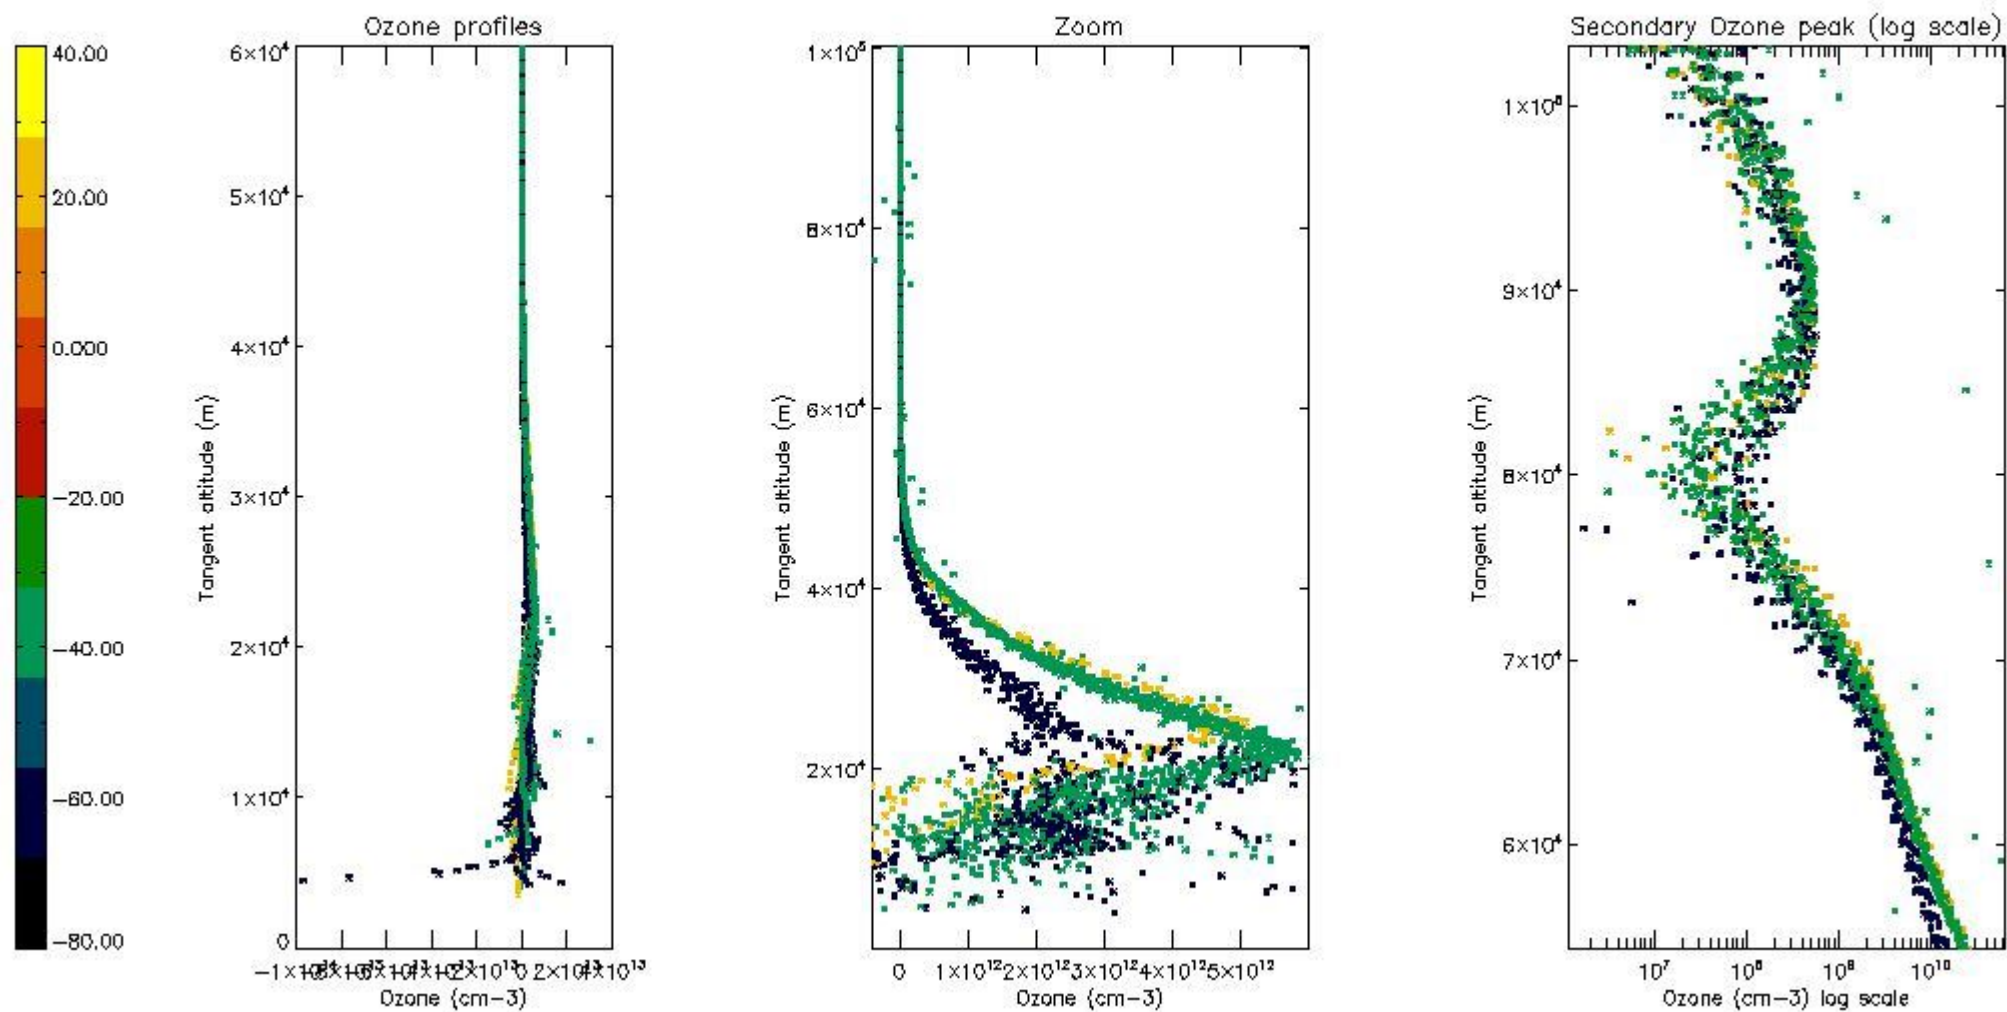 Ozone profiles
Zoom
Secondary Ozone peak (log scale)
40.00
20.00
0.000
−20.00
−40.00
−60.00
−80.00
6×10⁴
5×10⁴
4×10⁴
3×10⁴
2×10⁴
1×10⁴
0
Tangent altitude (m)
0 2×10¹³
Ozone (cm−3)
1×10⁵
8×10⁴
6×10⁴
4×10⁴
2×10⁴
Tangent altitude (m)
0 1×10¹² 2×10¹² 3×10¹² 4×10¹² 5×10¹²
Ozone (cm−3)
9×10⁴
8×10⁴
7×10⁴
6×10⁴
Tangent altitude (m)
10⁷ 10⁸ 10⁹ 10¹⁰
Ozone (cm−3) log scale